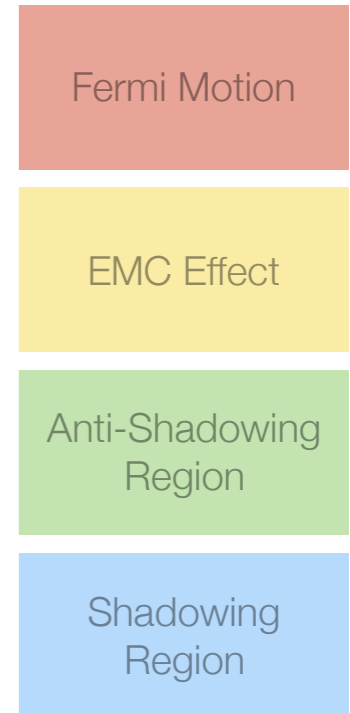 Fermi Motion
EMC Effect
Anti-Shadowing
Region
Shadowing
Region